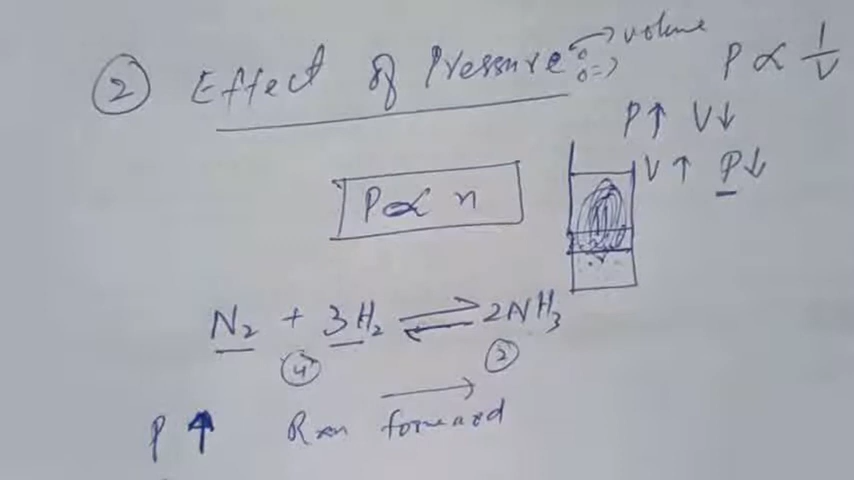 ② Effect of Pressure :=> → volume
P ∝ 1/V
P↑ V↓
V↑ P↓
P ∝ n
N₂ + 3H₂ ⇌ 2NH₃
④ ②
P ↑ Rxn forward →